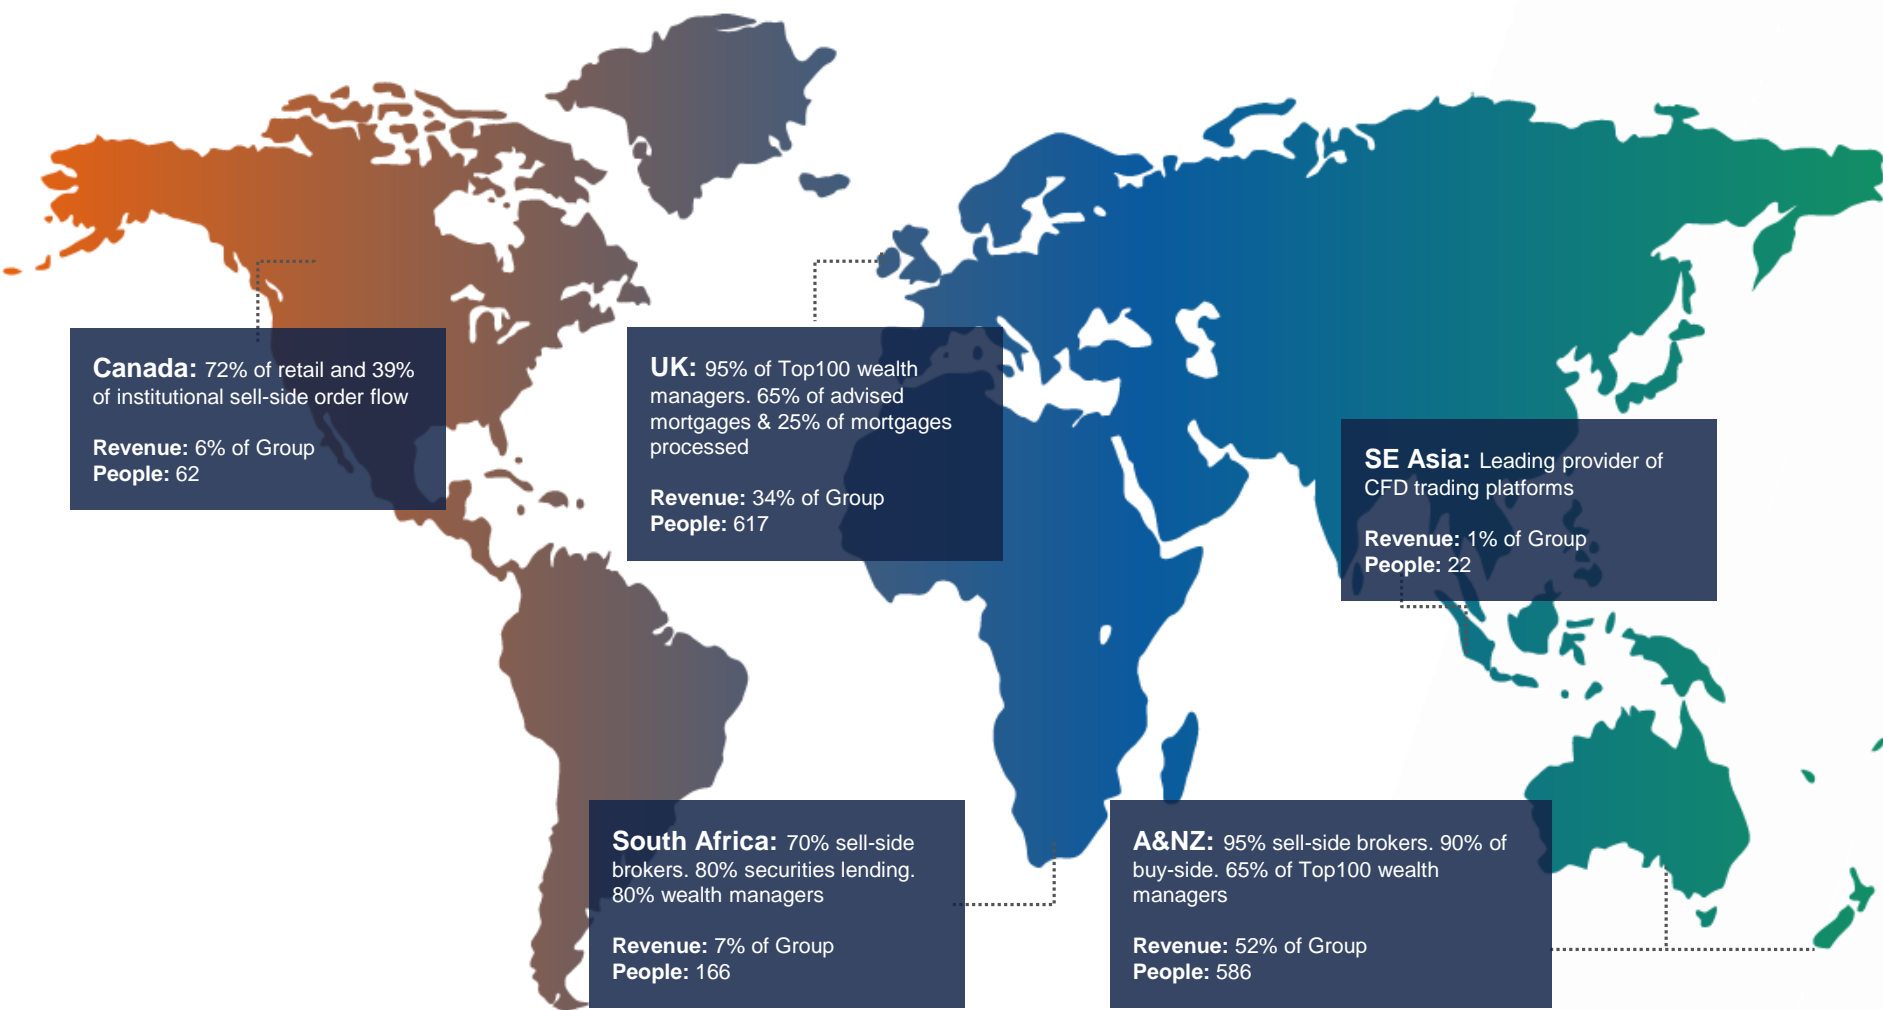 Canada: 72% of retail and 39%
of institutional sell-side order flow
Revenue: 6% of Group
People: 62
UK: 95% of Top100 wealth
managers. 65% of advised
mortgages & 25% of mortgages
processed
Revenue: 34% of Group
People: 617
SE Asia: Leading provider of
CFD trading platforms
Revenue: 1% of Group
People: 22
South Africa: 70% sell-side
brokers. 80% securities lending.
80% wealth managers
Revenue: 7% of Group
People: 166
A&NZ: 95% sell-side brokers. 90% of
buy-side. 65% of Top100 wealth
managers
Revenue: 52% of Group
People: 586